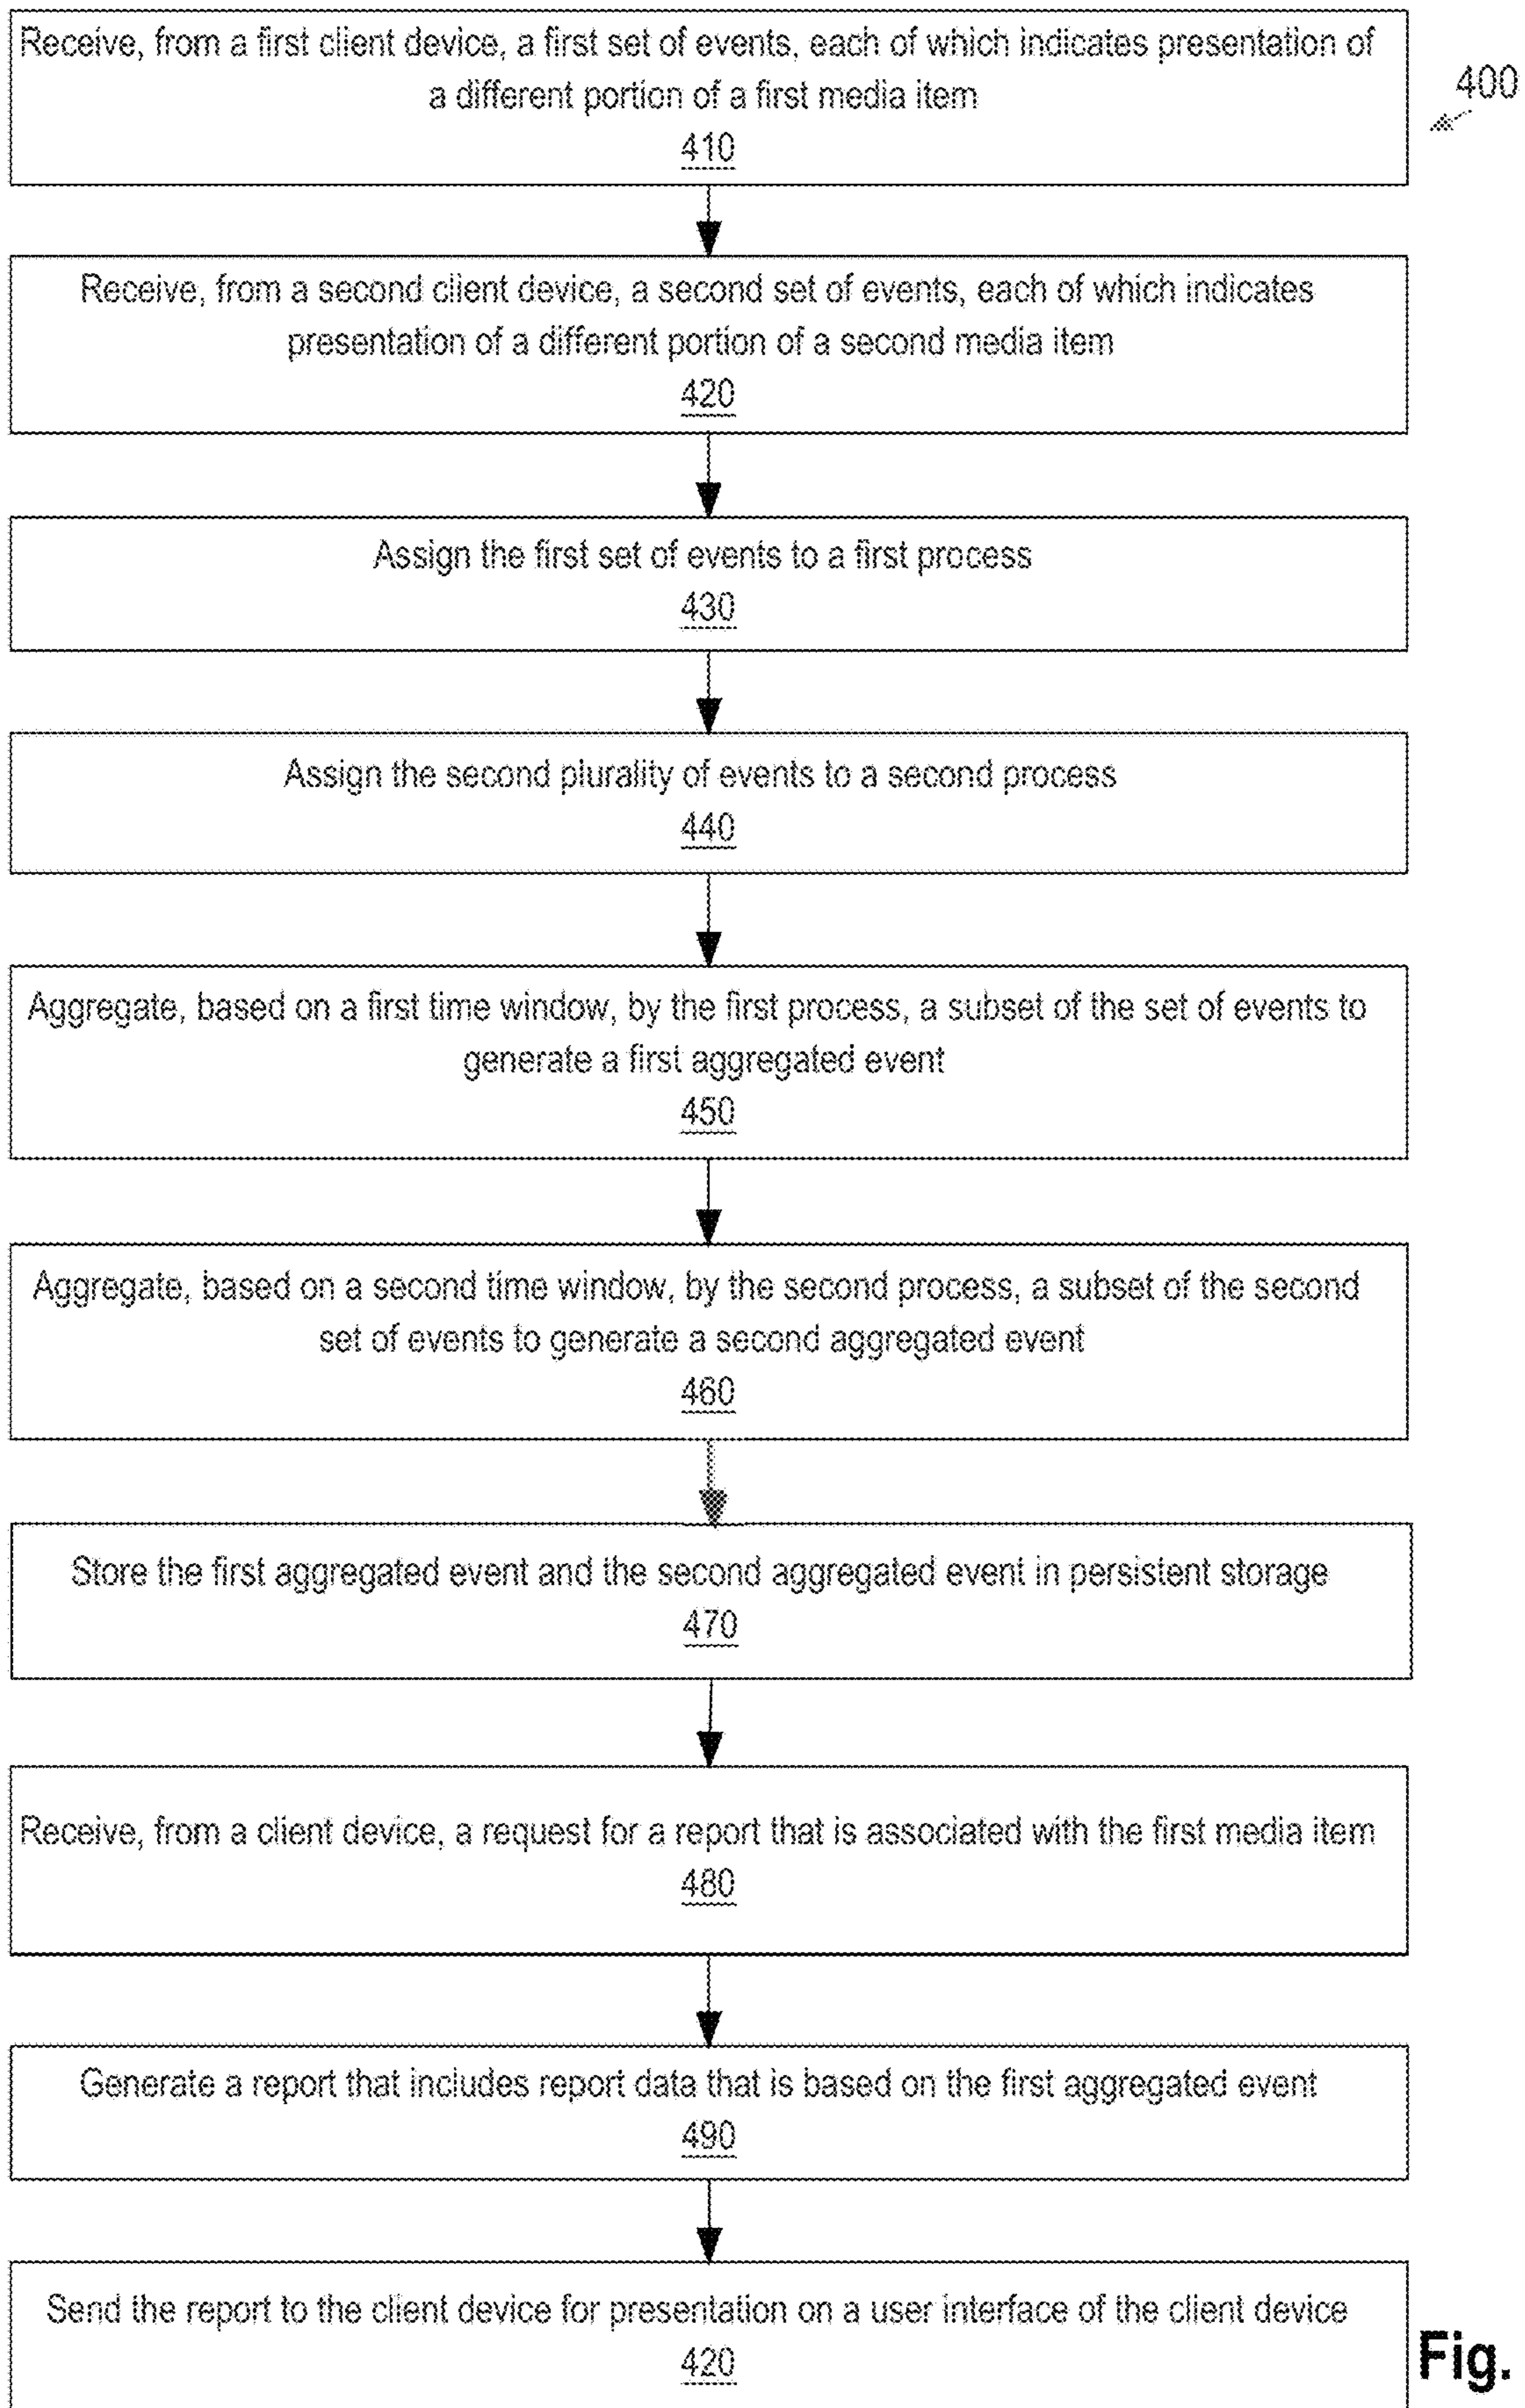 Receive, from a first client device, a first set of events, each of which indicates presentation of
a different portion of a first media item
410
400
Receive, from a second client device, a second set of events, each of which indicates
presentation of a different portion of a second media item
420
Assign the first set of events to a first process
430
Assign the second plurality of events to a second process
440
Aggregate, based on a first time window, by the first process, a subset of the set of events to
generate a first aggregated event
450
Aggregate, based on a second time window, by the second process, a subset of the second
set of events to generate a second aggregated event
460
Store the first aggregated event and the second aggregated event in persistent storage
470
Receive, from a client device, a request for a report that is associated with the first media item
480
Generate a report that includes report data that is based on the first aggregated event
490
Send the report to the client device for presentation on a user interface of the client device
420
Fig.